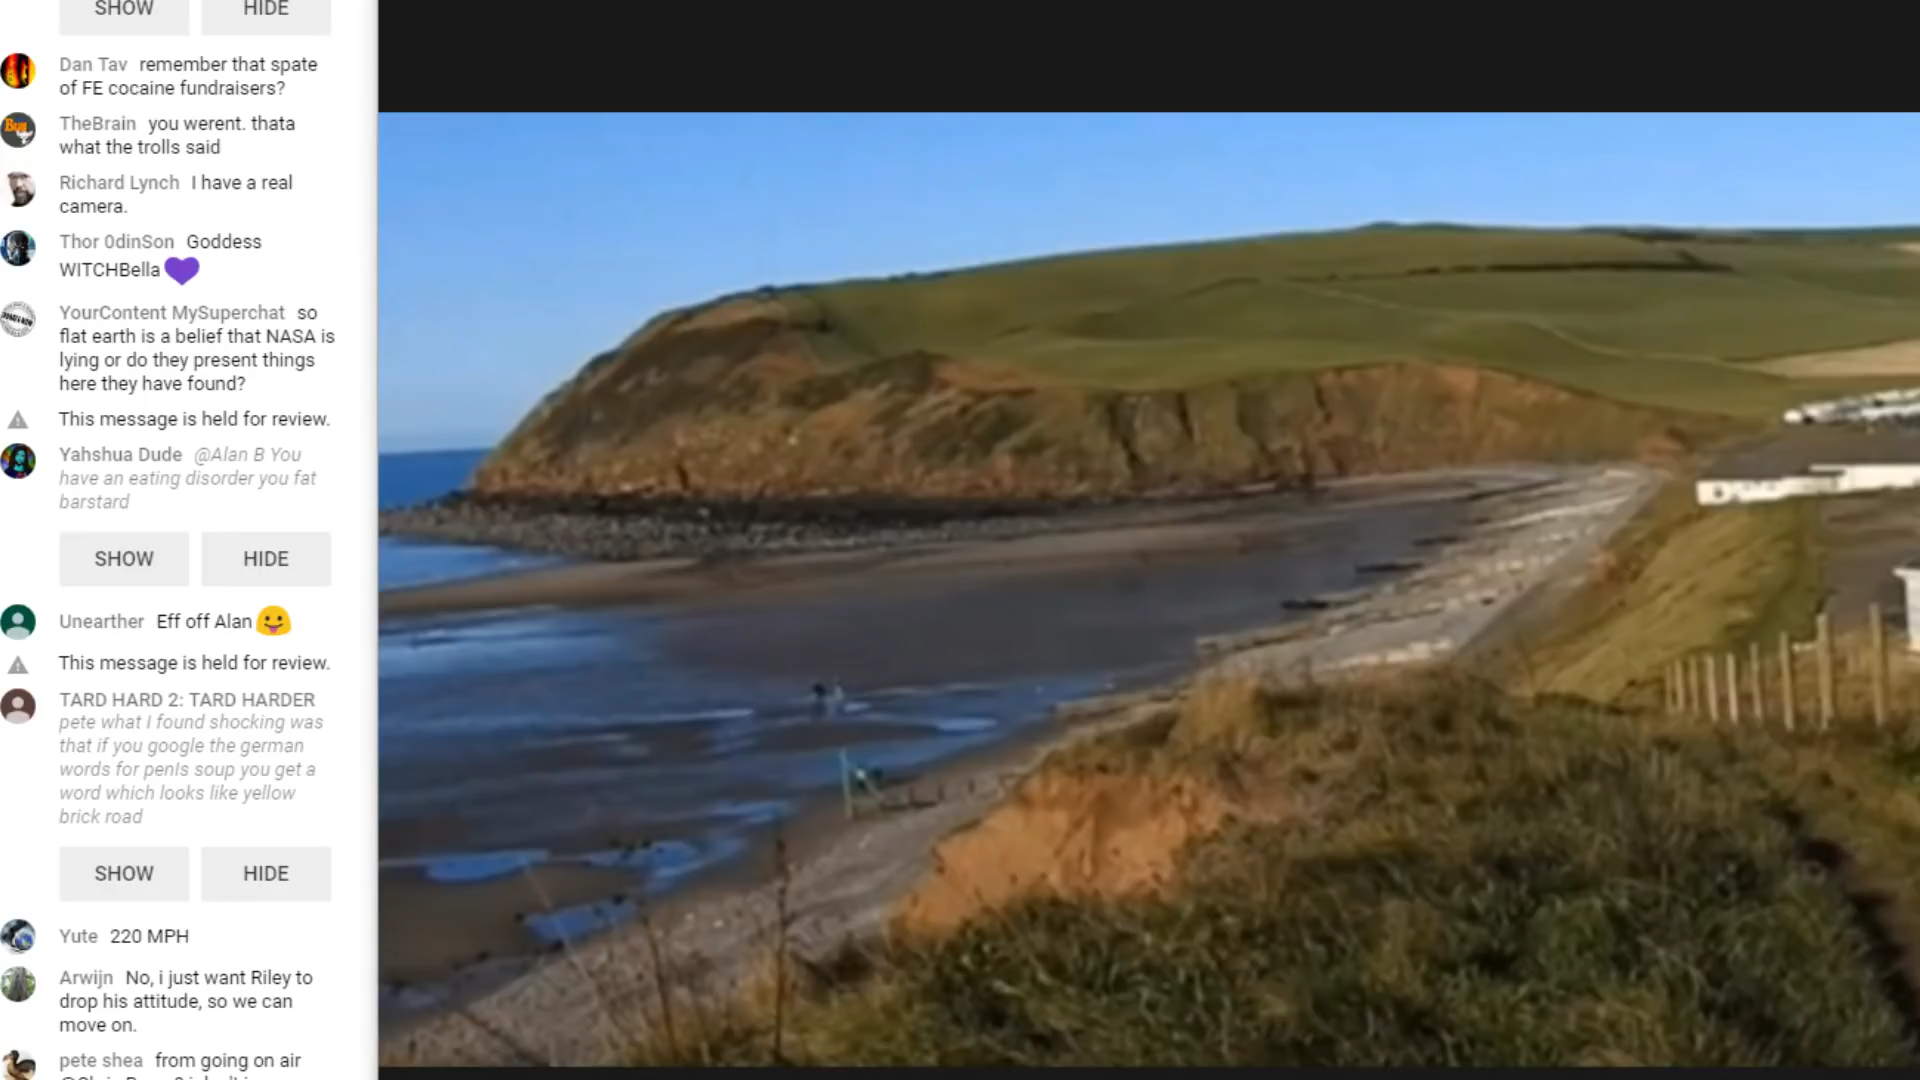 SHOW HIDE
Dan Tav remember that spate
of FE cocaine fundraisers?
TheBrain you werent. thata
what the trolls said
Richard Lynch I have a real
camera.
Thor 0dinSon Goddess
WITCHBella
YourContent MySuperchat so
flat earth is a belief that NASA is
lying or do they present things
here they have found?
This message is held for review.
Yahshua Dude @Alan B You
have an eating disorder you fat
barstard
SHOW HIDE
Unearther Eff off Alan
This message is held for review.
TARD HARD 2: TARD HARDER
pete what I found shocking was
that if you google the german
words for penIs soup you get a
word which looks like yellow
brick road
SHOW HIDE
Yute 220 MPH
Arwijn No, i just want Riley to
drop his attitude, so we can
move on.
pete shea from going on air